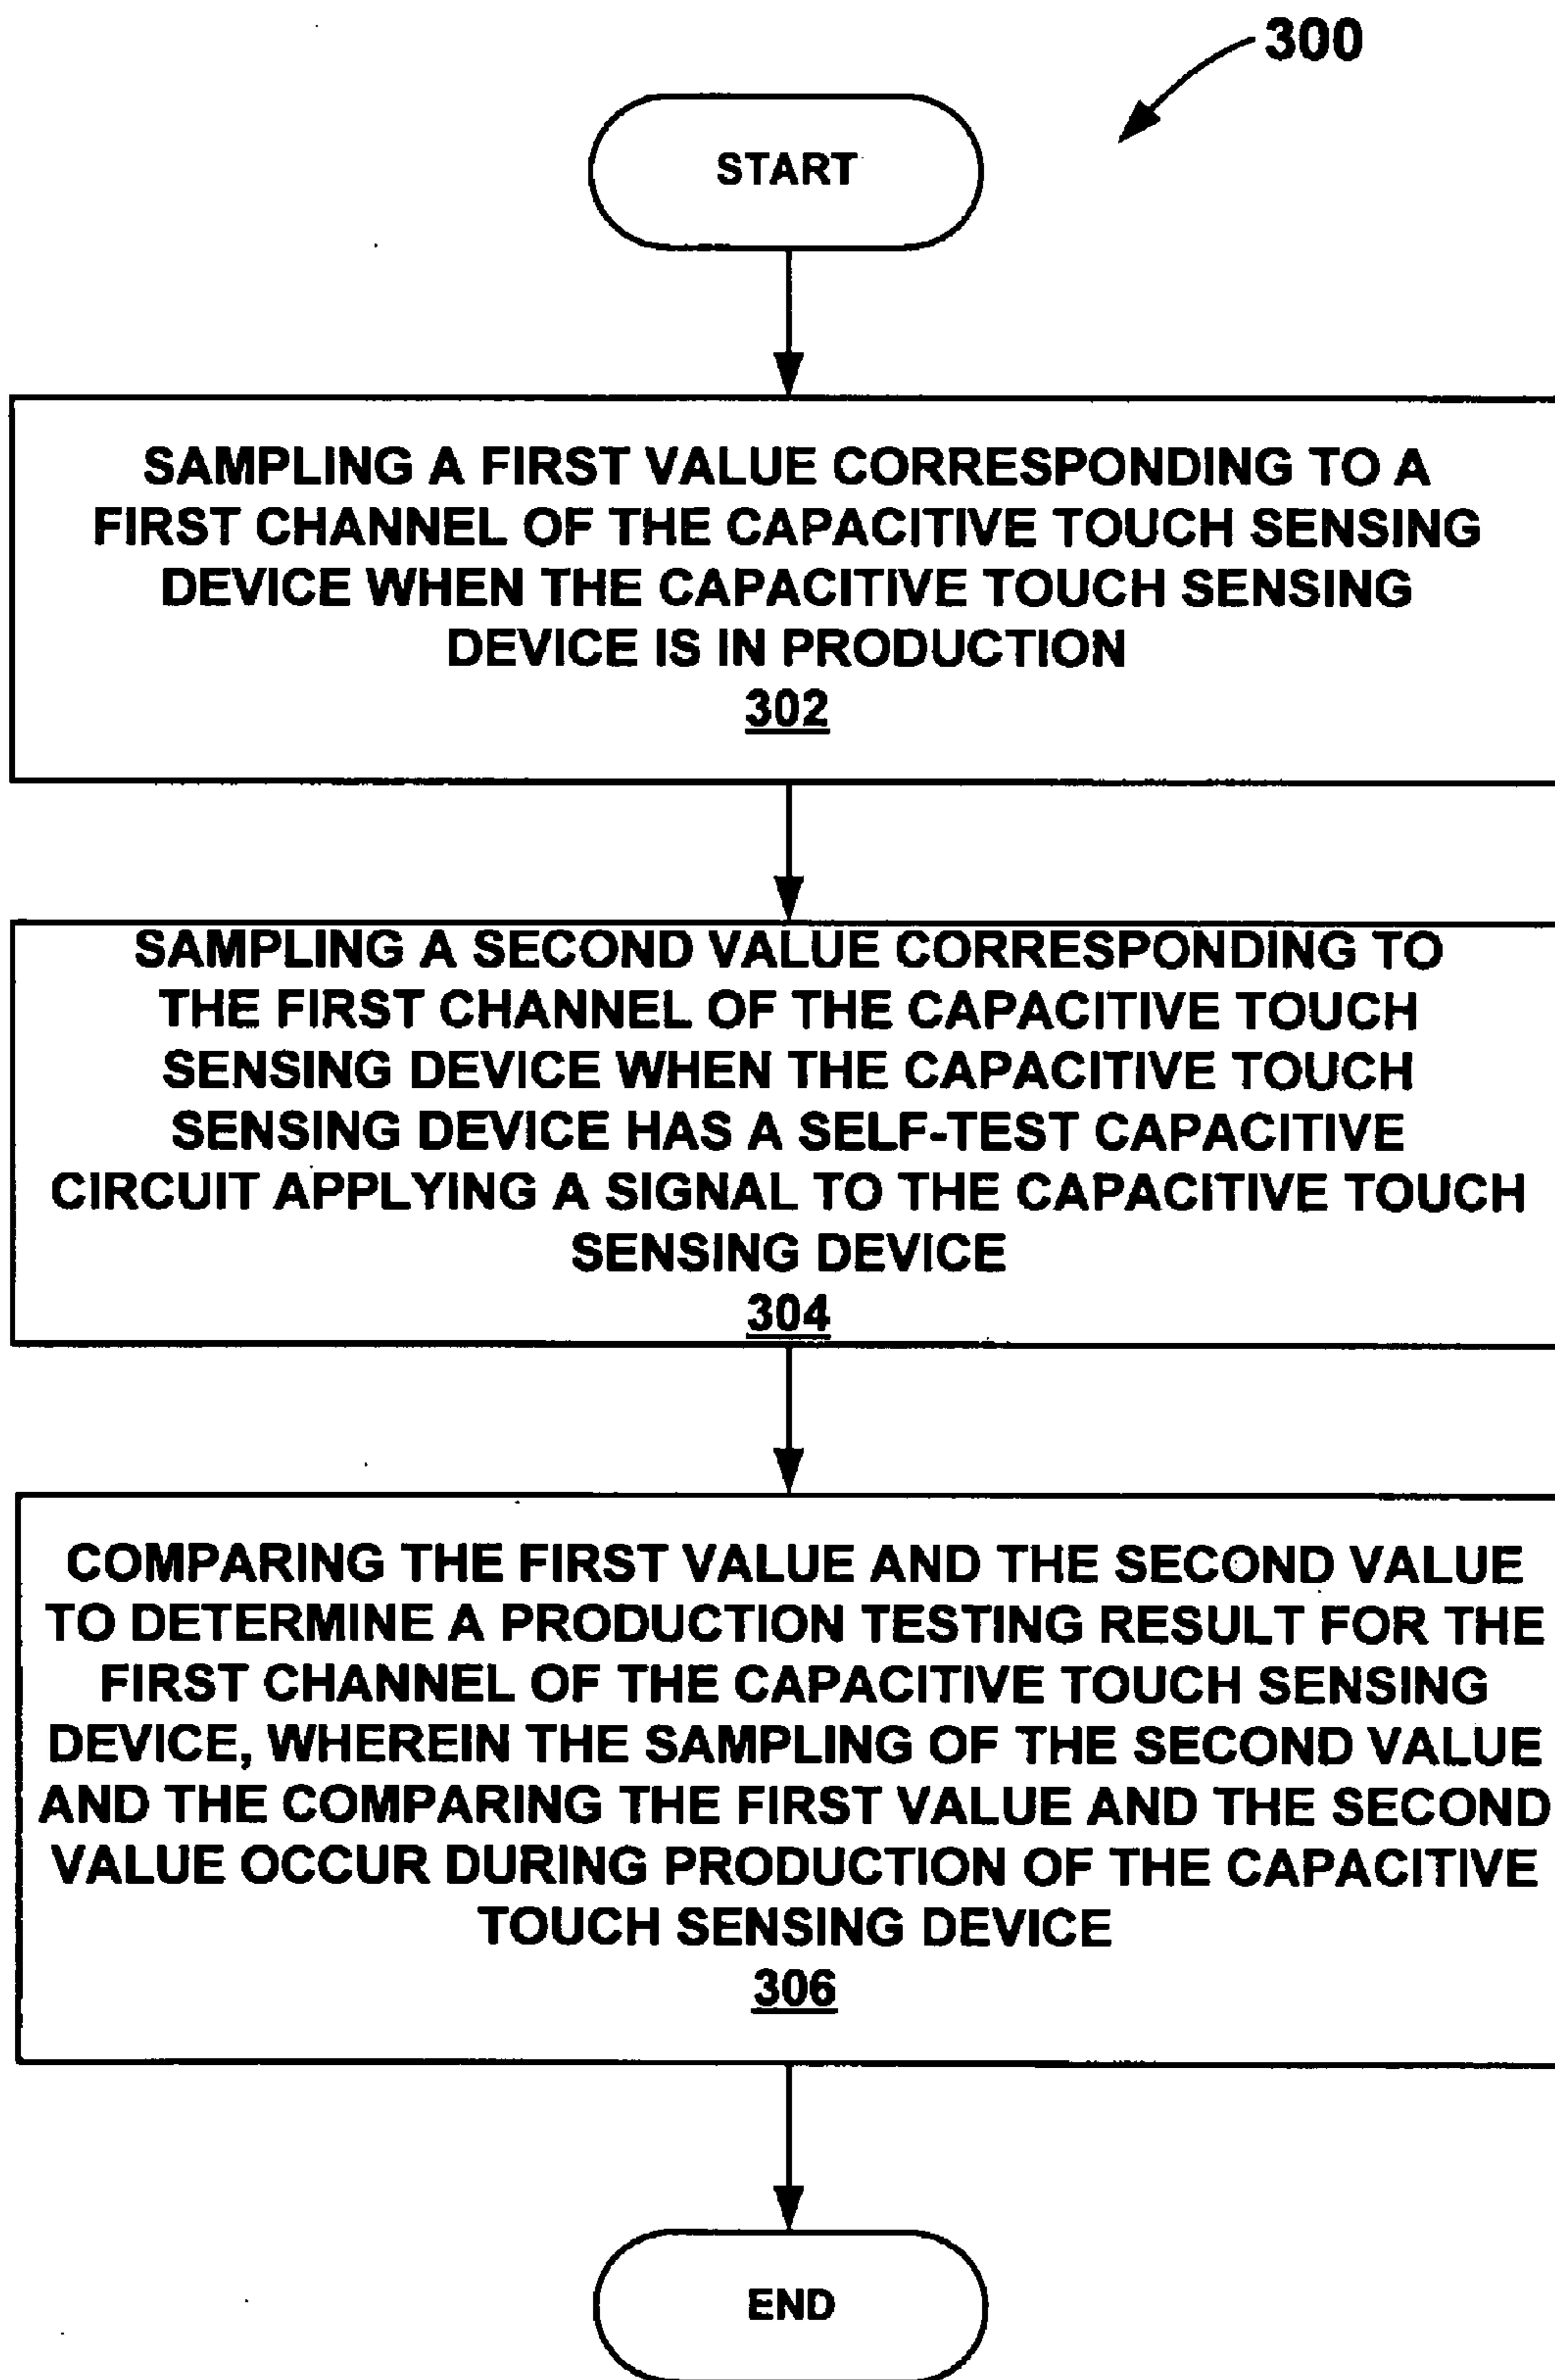 300
START
SAMPLING A FIRST VALUE CORRESPONDING TO A
FIRST CHANNEL OF THE CAPACITIVE TOUCH SENSING
DEVICE WHEN THE CAPACITIVE TOUCH SENSING
DEVICE IS IN PRODUCTION
302
SAMPLING A SECOND VALUE CORRESPONDING TO
THE FIRST CHANNEL OF THE CAPACITIVE TOUCH
SENSING DEVICE WHEN THE CAPACITIVE TOUCH
SENSING DEVICE HAS A SELF-TEST CAPACITIVE
CIRCUIT APPLYING A SIGNAL TO THE CAPACITIVE TOUCH
SENSING DEVICE
304
COMPARING THE FIRST VALUE AND THE SECOND VALUE
TO DETERMINE A PRODUCTION TESTING RESULT FOR THE
FIRST CHANNEL OF THE CAPACITIVE TOUCH SENSING
DEVICE, WHEREIN THE SAMPLING OF THE SECOND VALUE
AND THE COMPARING THE FIRST VALUE AND THE SECOND
VALUE OCCUR DURING PRODUCTION OF THE CAPACITIVE
TOUCH SENSING DEVICE
306
END